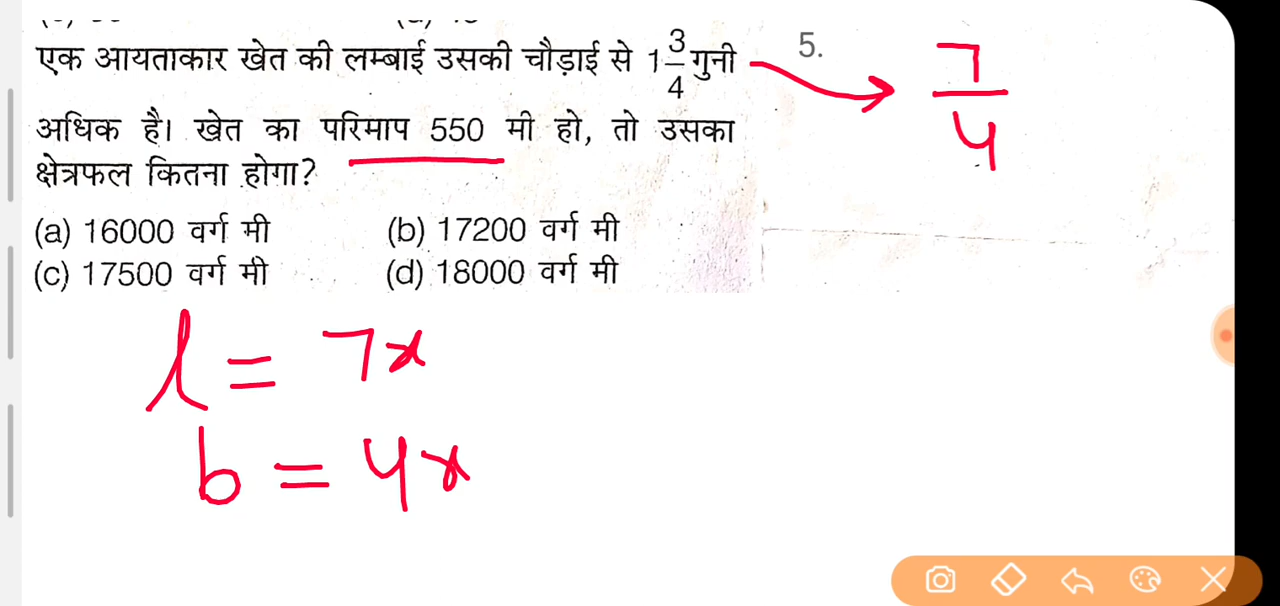 एक आयताकार खेत की लम्बाई उसकी चौड़ाई से 1 3/4 गुनी
अधिक है। खेत का परिमाप 550 मी हो, तो उसका
क्षेत्रफल कितना होगा?
(a) 16000 वर्ग मी (b) 17200 वर्ग मी
(c) 17500 वर्ग मी (d) 18000 वर्ग मी
5.
7/4
l = 7x
b = 4x